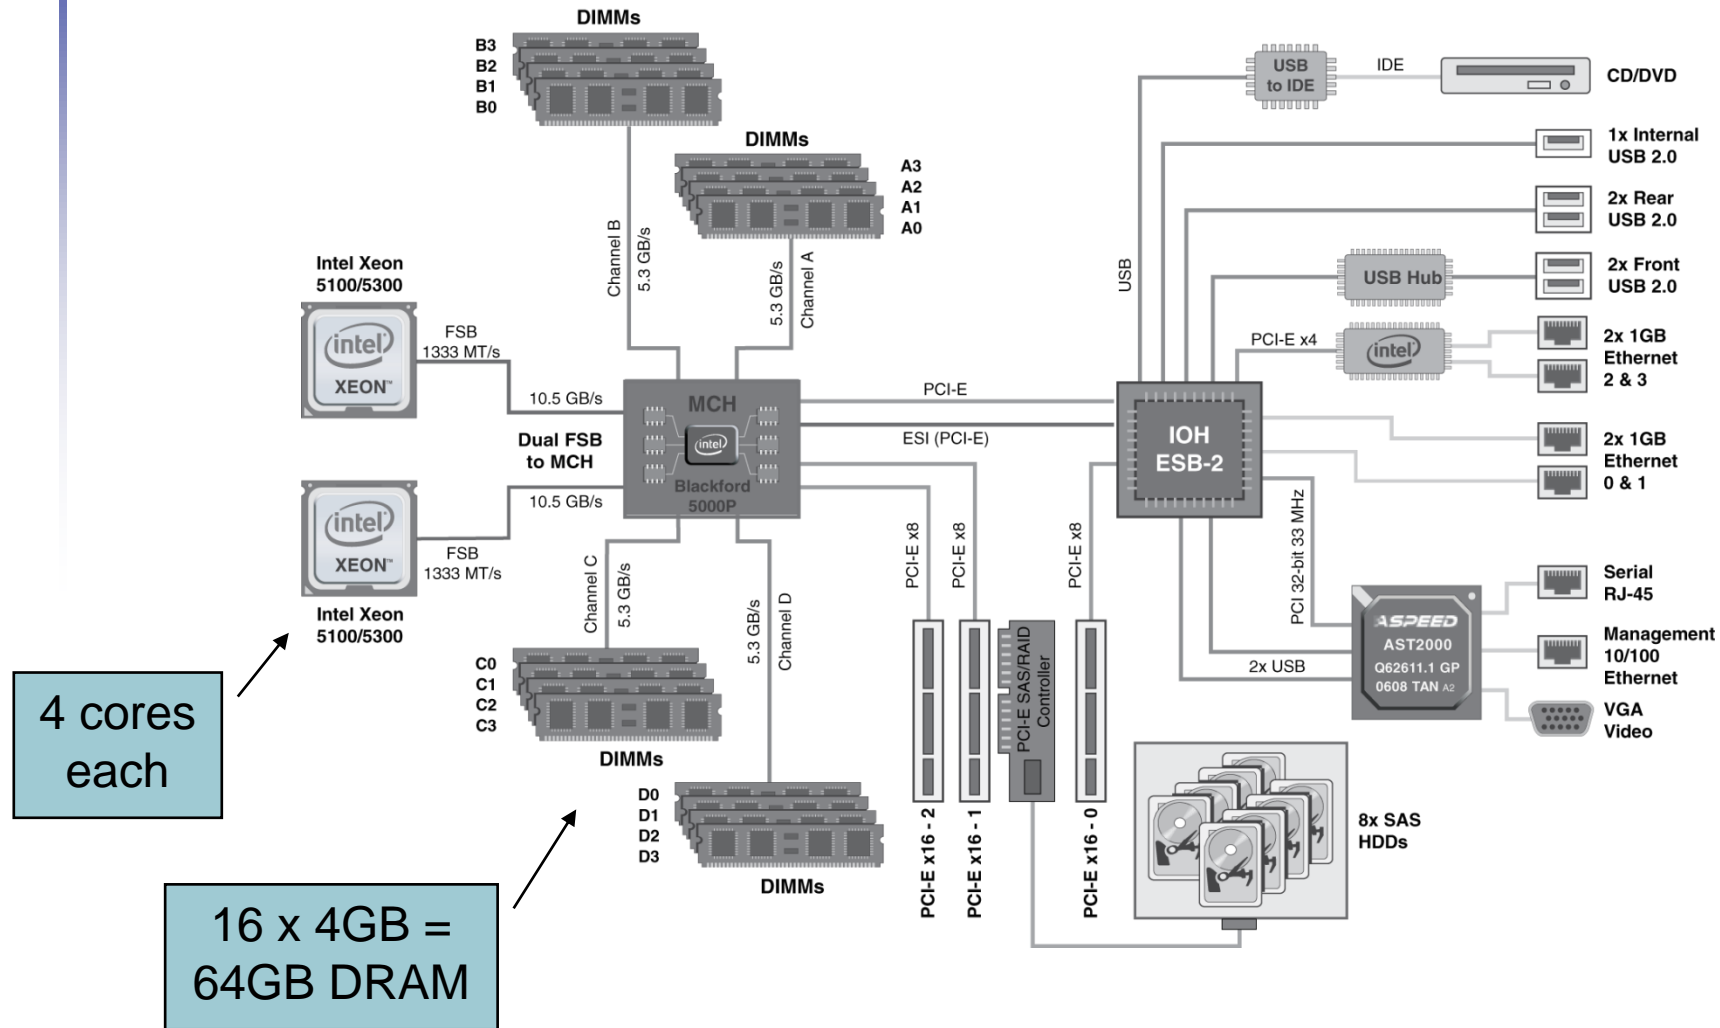 DIMMs
B3
B2
B1
B0
DIMMs
A3
A2
A1
A0
Channel B
5.3 GB/s
5.3 GB/s
Channel A
Intel Xeon
5100/5300
intel
XEON™
FSB
1333 MT/s
10.5 GB/s
Dual FSB
to MCH
10.5 GB/s
intel
XEON™
FSB
1333 MT/s
Intel Xeon
5100/5300
MCH
intel
Blackford
5000P
PCI-E
ESI (PCI-E)
Channel C
5.3 GB/s
5.3 GB/s
Channel D
C0
C1
C2
C3
DIMMs
D0
D1
D2
D3
DIMMs
4 cores
each
16 x 4GB =
64GB DRAM
PCI-E x8
PCI-E x8
PCI-E x8
PCI-E x16 - 2
PCI-E x16 - 1
PCI-E SAS/RAID
Controller
PCI-E x16 - 0
USB
USB
to IDE
IDE
CD/DVD
1x Internal
USB 2.0
2x Rear
USB 2.0
USB Hub
2x Front
USB 2.0
PCI-E x4
intel
2x 1GB
Ethernet
2 & 3
IOH
ESB-2
2x 1GB
Ethernet
0 & 1
PCI 32-bit 33 MHz
2x USB
ASPEED
AST2000
Q62611.1 GP
0608 TAN A2
Serial
RJ-45
Management
10/100
Ethernet
VGA
Video
8x SAS
HDDs